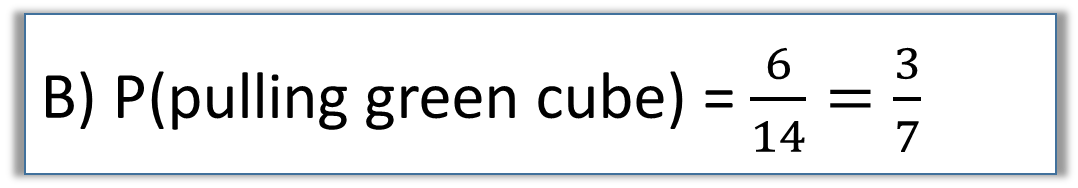 B) P(pulling green cube) = 6/14 = 3/7